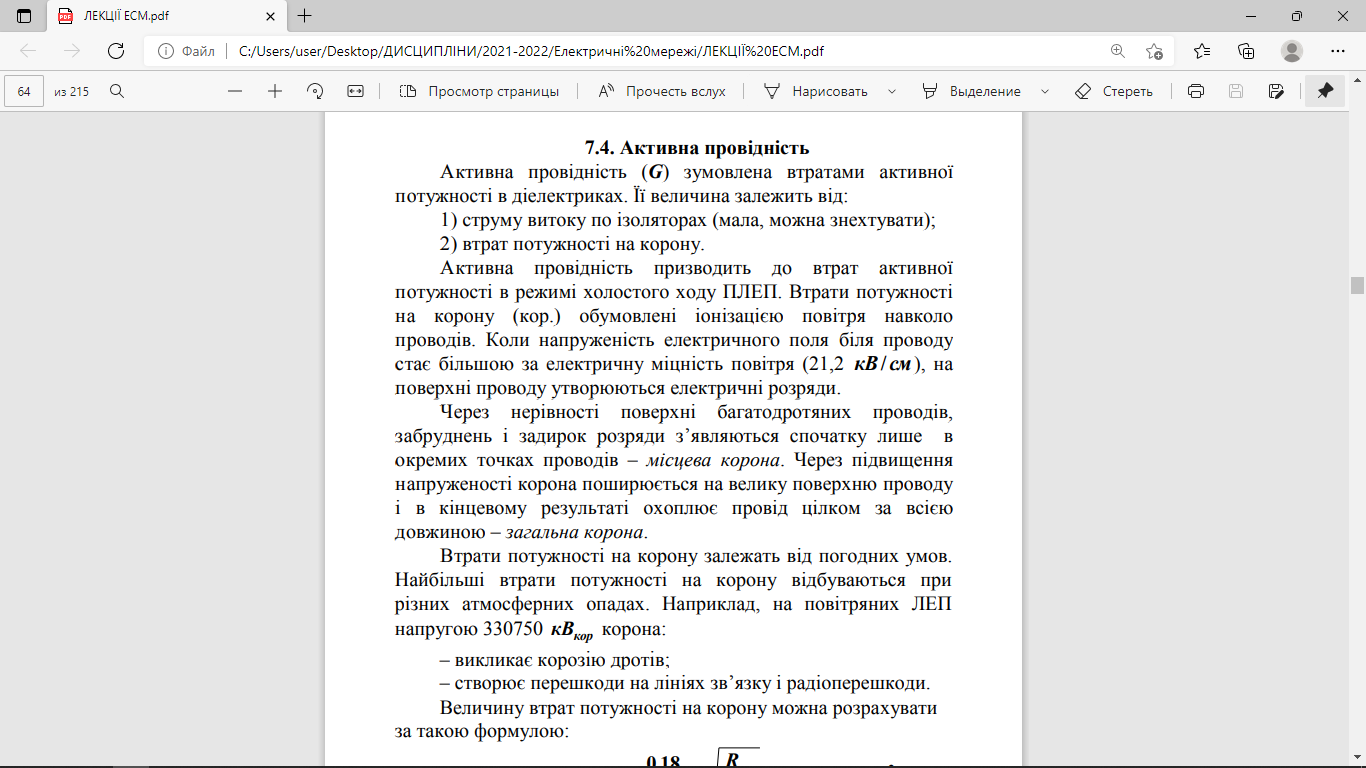 ЛЕКЦІЇ ЕСМ.pdf
Файл
C:/Users/user/Desktop/ДИСЦИПЛІНИ/2021-2022/Електричні%20мережі/ЛЕКЦІЇ%20ЕСМ.pdf
64 из 215 Просмотр страницы Прочесть вслух Нарисовать Выделение Стереть
7.4. Активна провідність
Активна провідність (G) зумовлена втратами активної
потужності в діелектриках. Її величина залежить від:
1) струму витоку по ізоляторах (мала, можна знехтувати);
2) втрат потужності на корону.
Активна провідність призводить до втрат активної
потужності в режимі холостого ходу ПЛЕП. Втрати потужності
на корону (кор.) обумовлені іонізацією повітря навколо
проводів. Коли напруженість електричного поля біля проводу
стає більшою за електричну міцність повітря (21,2 кВ/см), на
поверхні проводу утворюються електричні розряди.
Через нерівності поверхні багатодротяних проводів,
забруднень і задирок розряди з’являються спочатку лише в
окремих точках проводів – місцева корона. Через підвищення
напруженості корона поширюється на велику поверхню проводу
і в кінцевому результаті охоплює провід цілком за всією
довжиною – загальна корона.
Втрати потужності на корону залежать від погодних умов.
Найбільші втрати потужності на корону відбуваються при
різних атмосферних опадах. Наприклад, на повітряних ЛЕП
напругою 330750 кВкор корона:
– викликає корозію дротів;
– створює перешкоди на лініях зв’язку і радіоперешкоди.
Величину втрат потужності на корону можна розрахувати
за такою формулою:
0,18 R